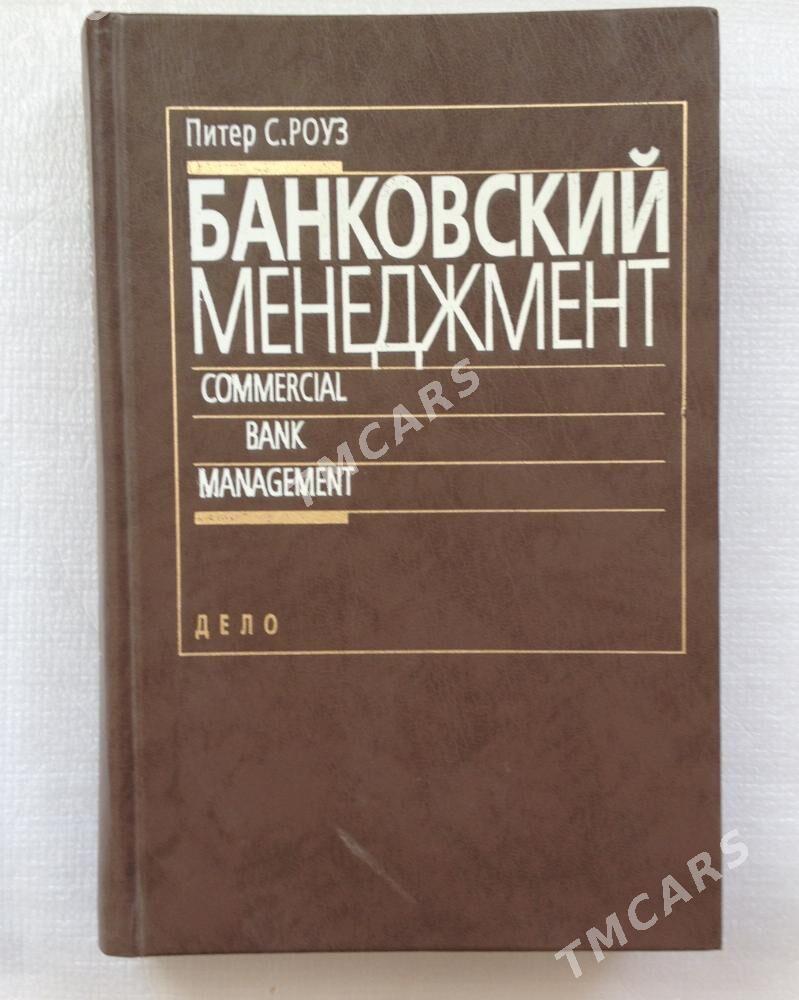 Питер С.РОУЗ
БАНКОВСКИЙ
МЕНЕДЖМЕНТ
COMMERCIAL
BANK
MANAGEMENT
ДЕЛО
TMCARS
TMCARS